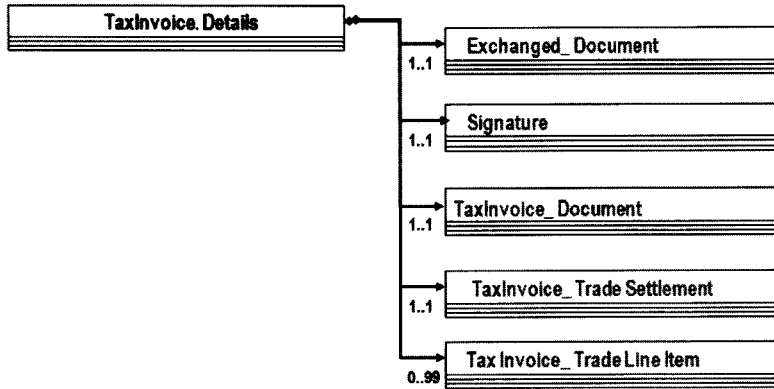 TaxInvoice. Details
Exchanged_ Document
1..1
Signature
1..1
TaxInvoice_ Document
1..1
TaxInvoice_ Trade Settlement
1..1
Tax Invoice_ Trade Line Item
0..99